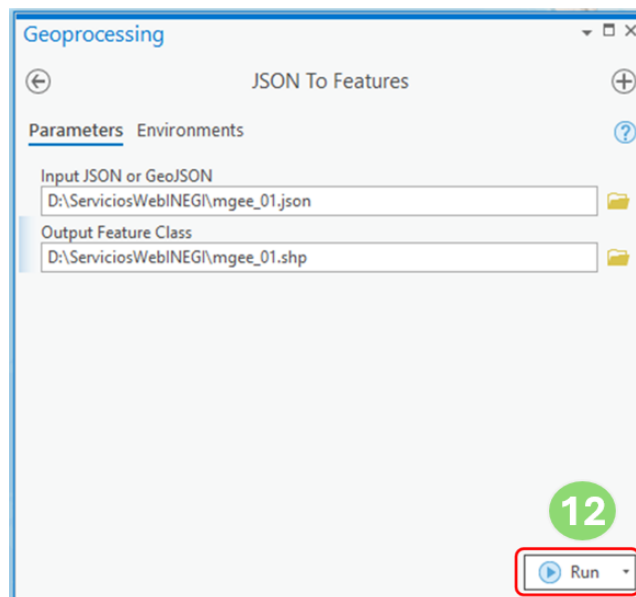 Geoprocessing
JSON To Features
Parameters Environments
Input JSON or GeoJSON
D:\ServiciosWebINEGI\mgee_01.json
Output Feature Class
D:\ServiciosWebINEGI\mgee_01.shp
12
Run